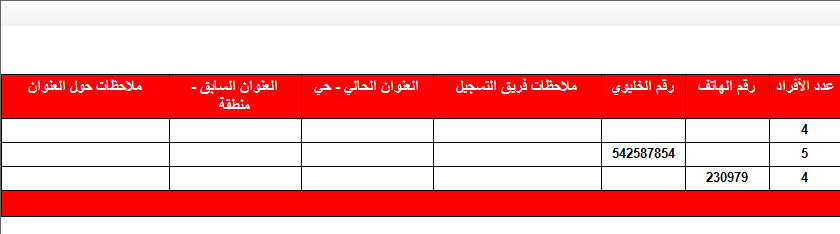 عدد الأفراد رقم الهاتف رقم الخليوي ملاحظات فريق التسجيل العنوان الحالي - حي العنوان السابق - منطقة ملاحظات حول العنوان
4
5 542587854
4 230979